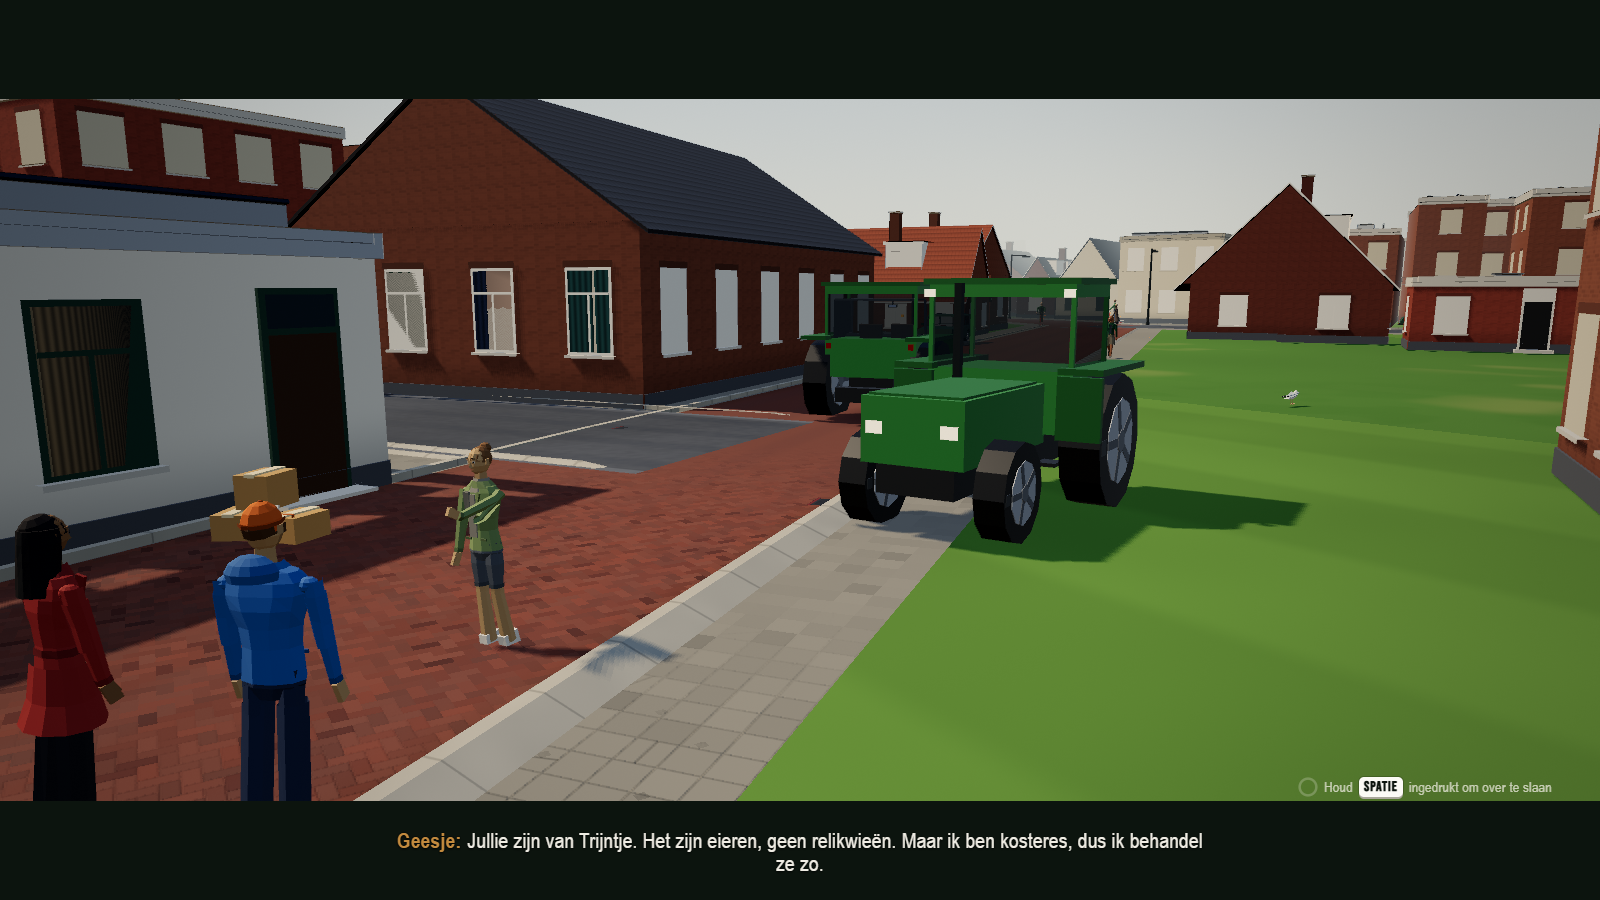 Houd SPATIE ingedrukt om over te slaan
Geesje: Jullie zijn van Trijntje. Het zijn eieren, geen relikwieën. Maar ik ben kosteres, dus ik behandel
ze zo.